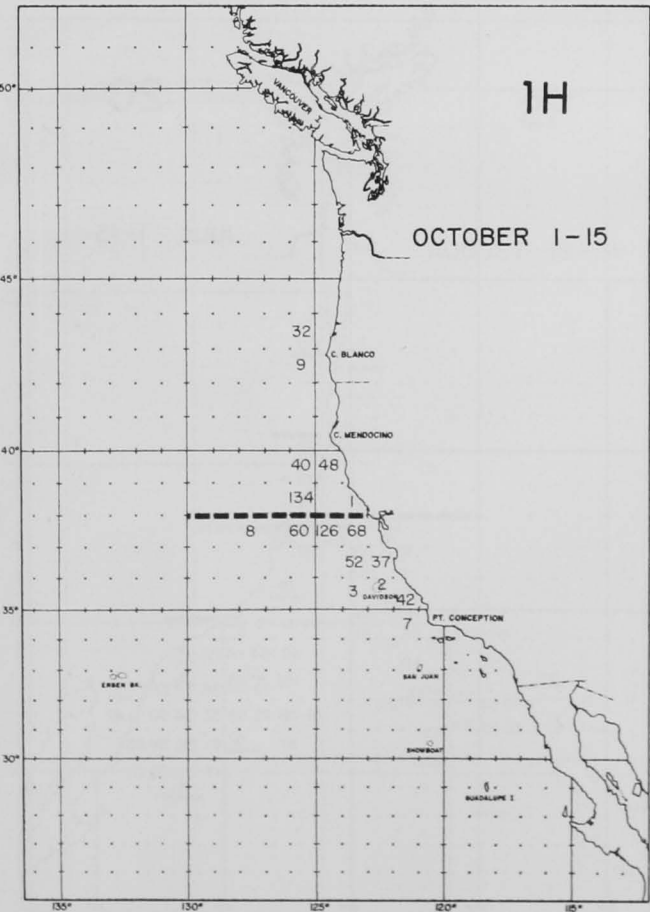 1H
50°
VANCOUVER I.
OCTOBER 1-15
45°
32
C. BLANCO
9
C. MENDOCINO
40°
40 48
134 1
8 60 126 68
52 37
3 2
DAVIDSON 42
35°
7 PT. CONCEPTION
ERBEN BK.
SAN JUAN
SHOWBOAT
30°
GUADALUPE I.
135° 130° 125° 120° 115°